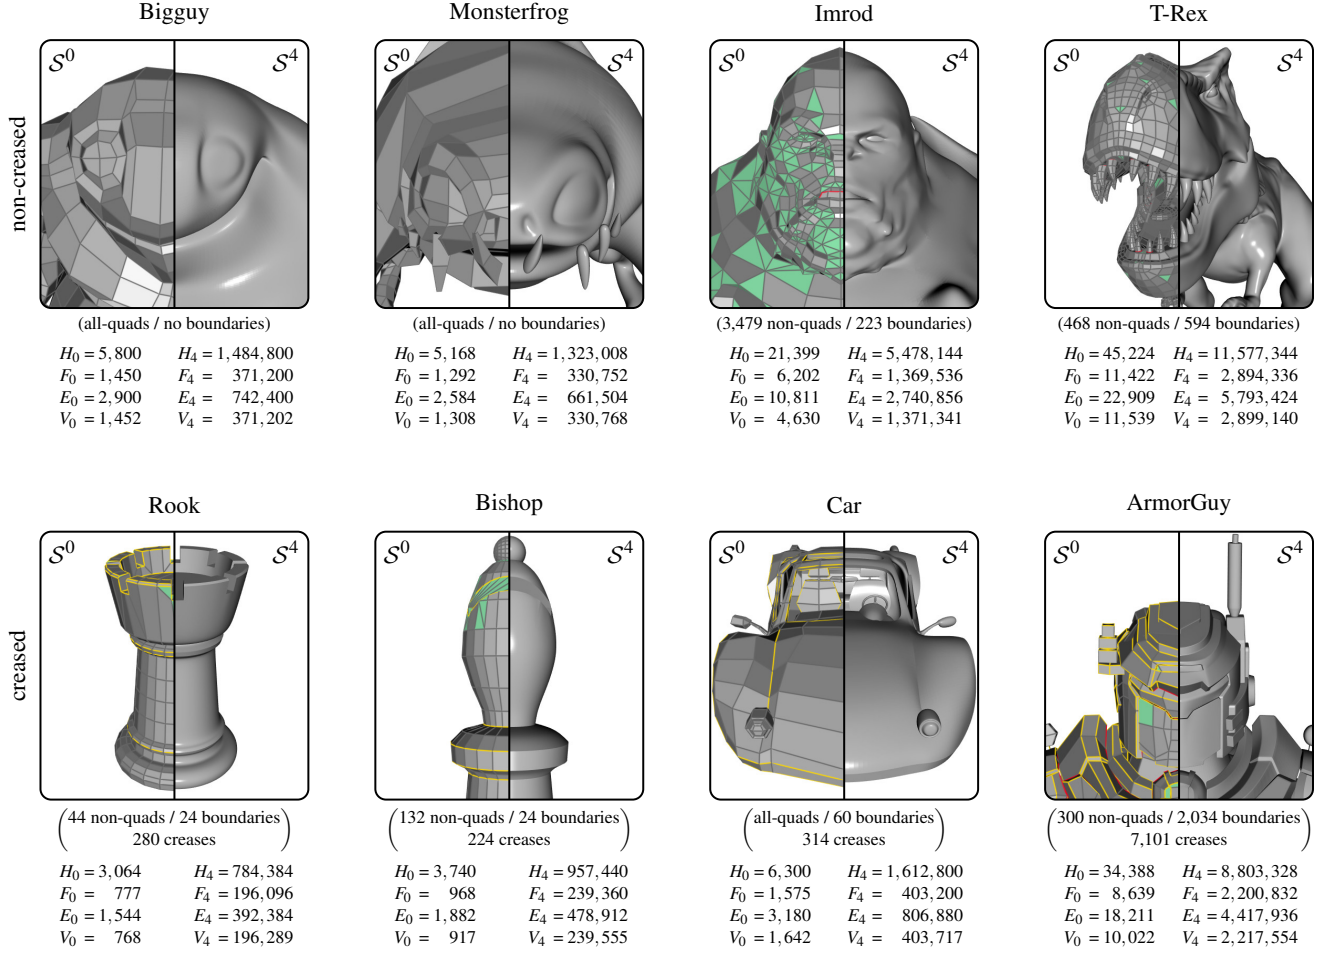 Bigguy Monsterfrog Imrod T-Rex
non-creased
S⁰ S⁴ S⁰ S⁴ S⁰ S⁴ S⁰ S⁴
(all-quads / no boundaries) (all-quads / no boundaries) (3,479 non-quads / 223 boundaries) (468 non-quads / 594 boundaries)
H₀ = 5,800 H₄ = 1,484,800 H₀ = 5,168 H₄ = 1,323,008 H₀ = 21,399 H₄ = 5,478,144 H₀ = 45,224 H₄ = 11,577,344
F₀ = 1,450 F₄ = 371,200 F₀ = 1,292 F₄ = 330,752 F₀ = 6,202 F₄ = 1,369,536 F₀ = 11,422 F₄ = 2,894,336
E₀ = 2,900 E₄ = 742,400 E₀ = 2,584 E₄ = 661,504 E₀ = 10,811 E₄ = 2,740,856 E₀ = 22,909 E₄ = 5,793,424
V₀ = 1,452 V₄ = 371,202 V₀ = 1,308 V₄ = 330,768 V₀ = 4,630 V₄ = 1,371,341 V₀ = 11,539 V₄ = 2,899,140
Rook Bishop Car ArmorGuy
creased
S⁰ S⁴ S⁰ S⁴ S⁰ S⁴ S⁰ S⁴
(44 non-quads / 24 boundaries (132 non-quads / 24 boundaries (all-quads / 60 boundaries (300 non-quads / 2,034 boundaries
280 creases) 224 creases) 314 creases) 7,101 creases)
H₀ = 3,064 H₄ = 784,384 H₀ = 3,740 H₄ = 957,440 H₀ = 6,300 H₄ = 1,612,800 H₀ = 34,388 H₄ = 8,803,328
F₀ = 777 F₄ = 196,096 F₀ = 968 F₄ = 239,360 F₀ = 1,575 F₄ = 403,200 F₀ = 8,639 F₄ = 2,200,832
E₀ = 1,544 E₄ = 392,384 E₀ = 1,882 E₄ = 478,912 E₀ = 3,180 E₄ = 806,880 E₀ = 18,211 E₄ = 4,417,936
V₀ = 768 V₄ = 196,289 V₀ = 917 V₄ = 239,555 V₀ = 1,642 V₄ = 403,717 V₀ = 10,022 V₄ = 2,217,554